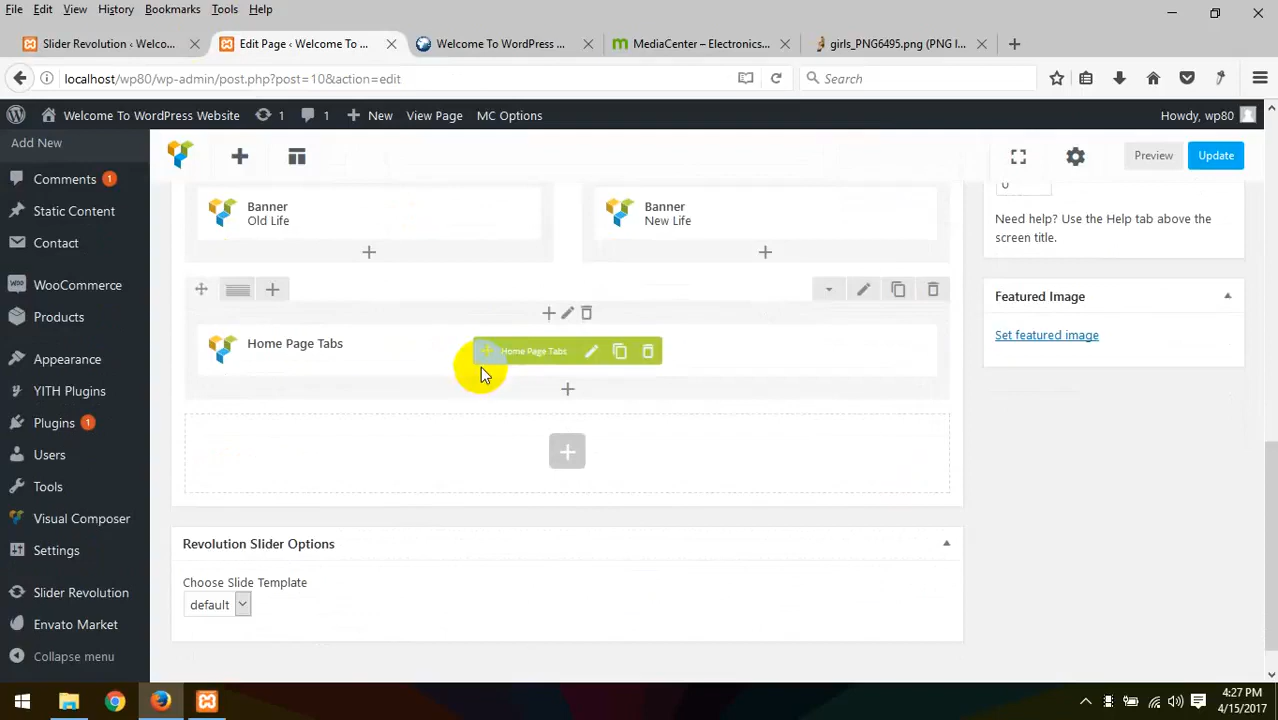 File Edit View History Bookmarks Tools Help
Slider Revolution ‹ Welco... Edit Page ‹ Welcome To ... Welcome To WordPress ... MediaCenter – Electronics... girls_PNG6495.png (PNG I...
localhost/wp80/wp-admin/post.php?post=10&action=edit Search
Welcome To WordPress Website 1 1 New View Page MC Options Howdy, wp80
Add New
Comments 1
Static Content
Contact
WooCommerce
Products
Appearance
YITH Plugins
Plugins 1
Users
Tools
Visual Composer
Settings
Slider Revolution
Envato Market
Collapse menu
Preview Update
Banner
Old Life
Banner
New Life
Home Page Tabs
Home Page Tabs
Revolution Slider Options
Choose Slide Template
default
0
Need help? Use the Help tab above the
screen title.
Featured Image
Set featured image
4:27 PM
4/15/2017